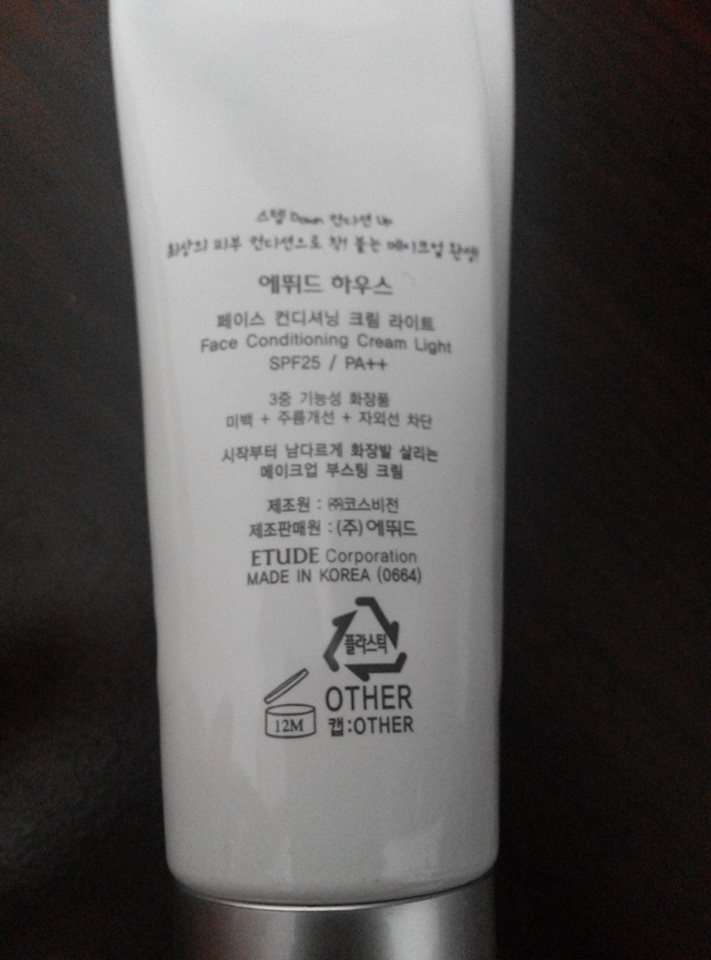 스텝 Down 컨디션 Up
최상의 피부 컨디션으로 착! 붙는 메이크업 완성!
에뛰드 하우스
페이스 컨디셔닝 크림 라이트
Face Conditioning Cream Light
SPF25 / PA++
3중 기능성 화장품
미백 + 주름개선 + 자외선 차단
시작부터 남다르게 화장발 살리는
메이크업 부스팅 크림
제조원 : ㈜코스비전
제조판매원 : (주)에뛰드
ETUDE Corporation
MADE IN KOREA (0664)
플라스틱
OTHER
캡:OTHER
12M